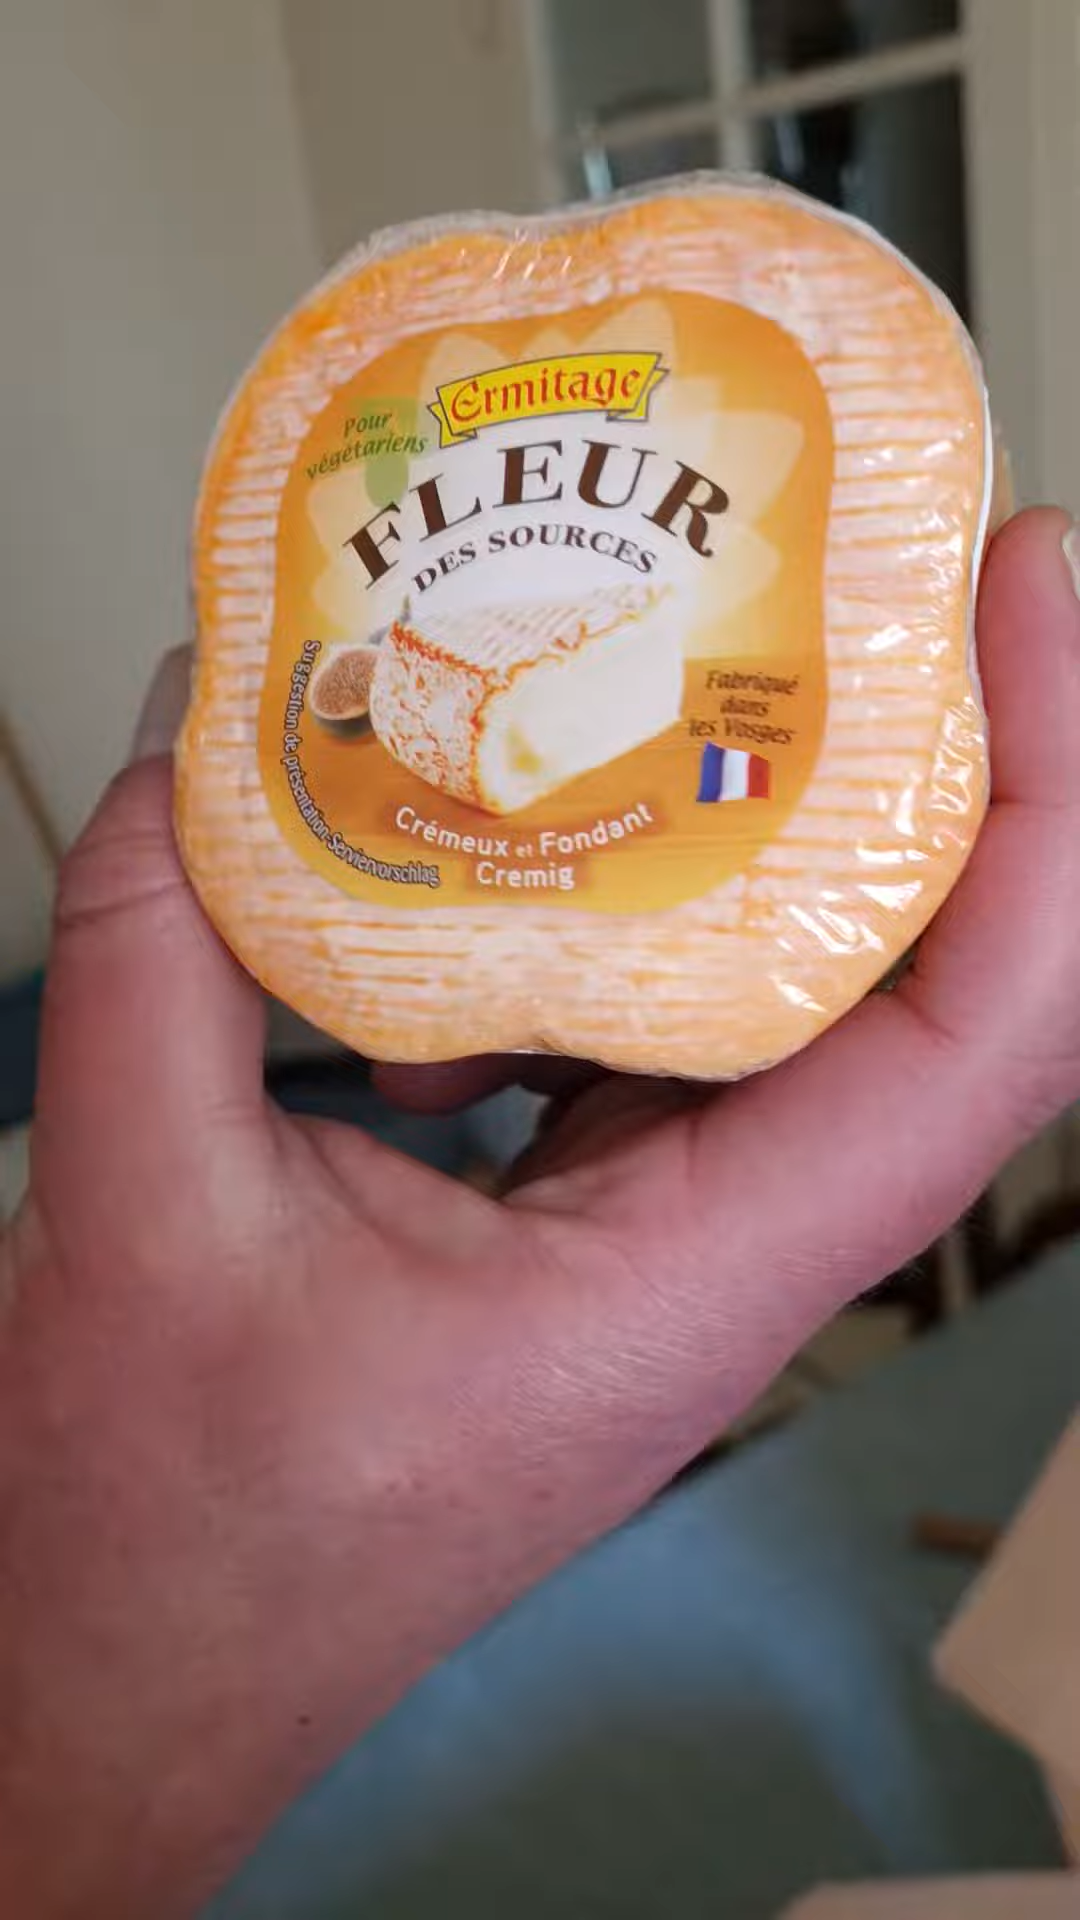 Ermitage
Pour
végétariens
FLEUR
DES SOURCES
Fabriqué
dans
les Vosges
Suggestion de présentation-Serviervorschlag
Crémeux et Fondant
Cremig